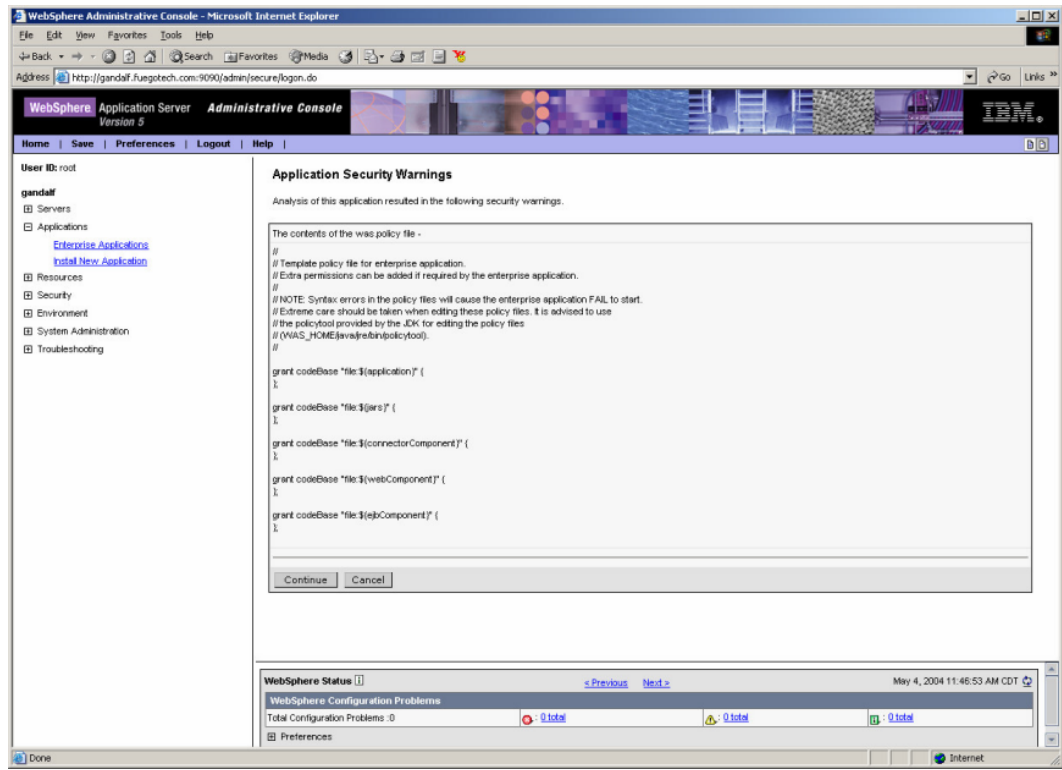 WebSphere Administrative Console - Microsoft Internet Explorer
File Edit View Favorites Tools Help
Back Search Favorites Media
Address http://gandalf.fuegotech.com:9090/admin/secure/logon.do Go Links »
WebSphere Application Server Administrative Console
Version 5
IBM.
Home | Save | Preferences | Logout | Help |
User ID: root
gandalf
Servers
Applications
Enterprise Applications
Install New Application
Resources
Security
Environment
System Administration
Troubleshooting
Application Security Warnings
Analysis of this application resulted in the following security warnings.
The contents of the was.policy file -
//
// Template policy file for enterprise application.
// Extra permissions can be added if required by the enterprise application.
//
// NOTE: Syntax errors in the policy files will cause the enterprise application FAIL to start.
// Extreme care should be taken when editing these policy files. It is advised to use
// the policytool provided by the JDK for editing the policy files
// (WAS_HOME/java/jre/bin/policytool).
//
grant codeBase "file:${application}" {
};
grant codeBase "file:${jars}" {
};
grant codeBase "file:${connectorComponent}" {
};
grant codeBase "file:${webComponent}" {
};
grant codeBase "file:${ejbComponent}" {
};
Continue Cancel
WebSphere Status i < Previous Next > May 4, 2004 11:46:53 AM CDT
WebSphere Configuration Problems
Total Configuration Problems :0 : 0 total : 0 total : 0 total
Preferences
Done Internet